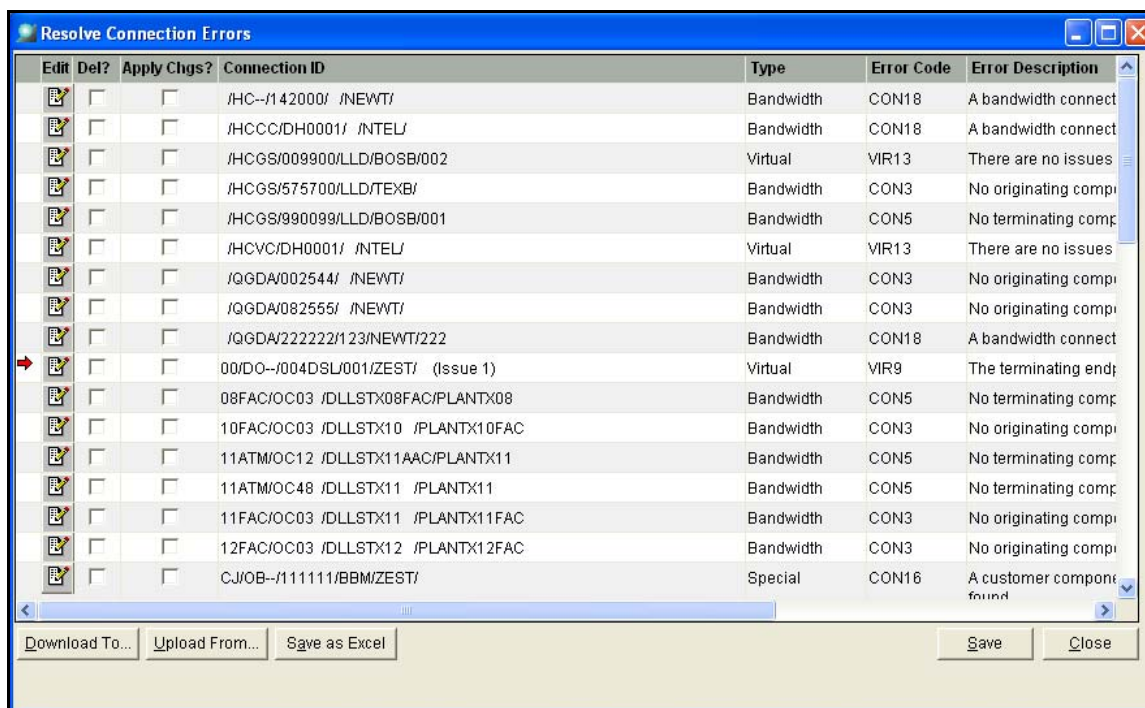 Resolve Connection Errors
Edit Del? Apply Chgs? Connection ID Type Error Code Error Description
/HC--/142000/ /NEWT/ Bandwidth CON18 A bandwidth connect
/HCCC/DH0001/ /NTEL/ Bandwidth CON18 A bandwidth connect
/HCGS/009900/LLD/BOSB/002 Virtual VIR13 There are no issues
/HCGS/575700/LLD/TEXB/ Bandwidth CON3 No originating comp
/HCGS/990099/LLD/BOSB/001 Bandwidth CON5 No terminating comp
/HCVC/DH0001/ /NTEL/ Virtual VIR13 There are no issues
/QGDA/002544/ /NEWT/ Bandwidth CON3 No originating comp
/QGDA/082555/ /NEWT/ Bandwidth CON3 No originating comp
/QGDA/222222/123/NEWT/222 Bandwidth CON18 A bandwidth connect
00/DO--/004DSL/001/ZEST/ (Issue 1) Virtual VIR9 The terminating endp
08FAC/OC03 /DLLSTX08FAC/PLANTX08 Bandwidth CON5 No terminating comp
10FAC/OC03 /DLLSTX10 /PLANTX10FAC Bandwidth CON3 No originating comp
11ATM/OC12 /DLLSTX11AAC/PLANTX11 Bandwidth CON5 No terminating comp
11ATM/OC48 /DLLSTX11 /PLANTX11 Bandwidth CON5 No terminating comp
11FAC/OC03 /DLLSTX11 /PLANTX11FAC Bandwidth CON3 No originating comp
12FAC/OC03 /DLLSTX12 /PLANTX12FAC Bandwidth CON3 No originating comp
CJ/OB--/111111/BBM/ZEST/ Special CON16 A customer compone
found
Download To... Upload From... Save as Excel Save Close